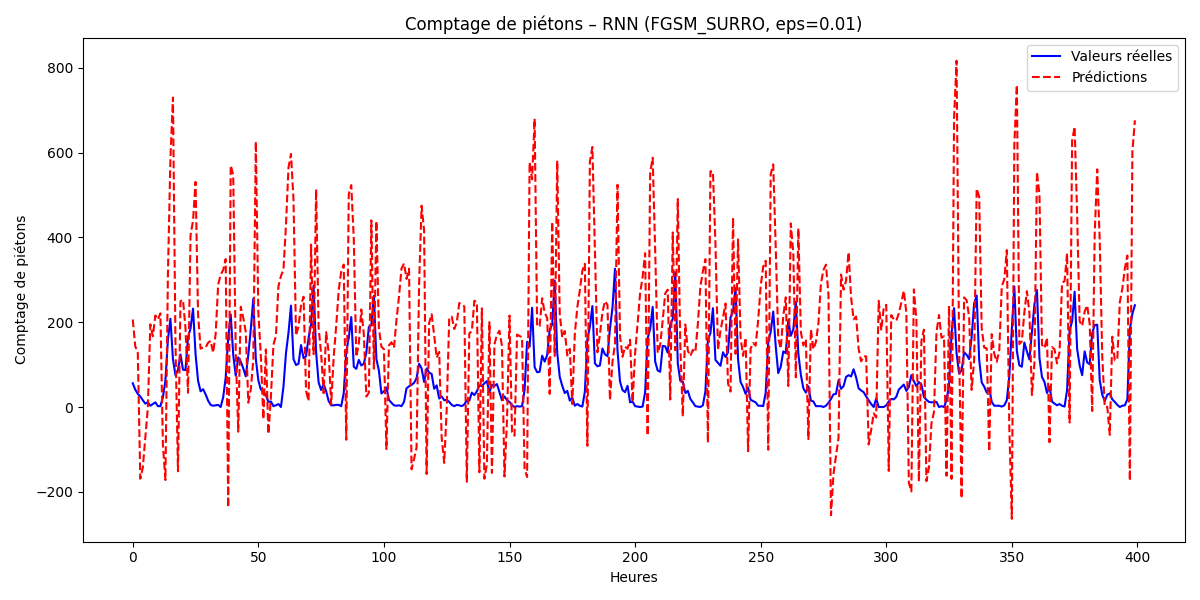 Comptage de piétons – RNN (FGSM_SURRO, eps=0.01)
Valeurs réelles
Prédictions
Comptage de piétons
800
600
400
200
0
−200
0 50 100 150 200 250 300 350 400
Heures